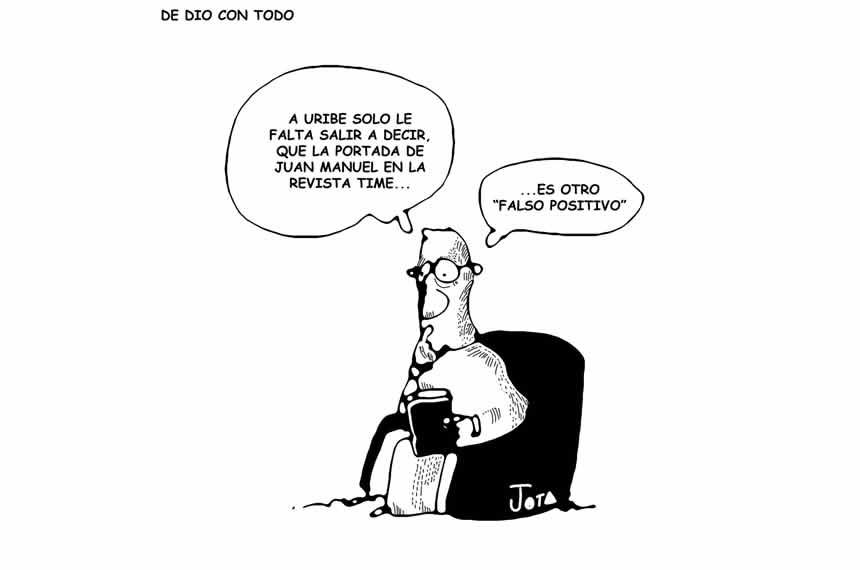 DE DIO CON TODO
A URIBE SOLO LE
FALTA SALIR A DECIR,
QUE LA PORTADA DE
JUAN MANUEL EN LA
REVISTA TIME...
...ES OTRO
“FALSO POSITIVO”
JOTA